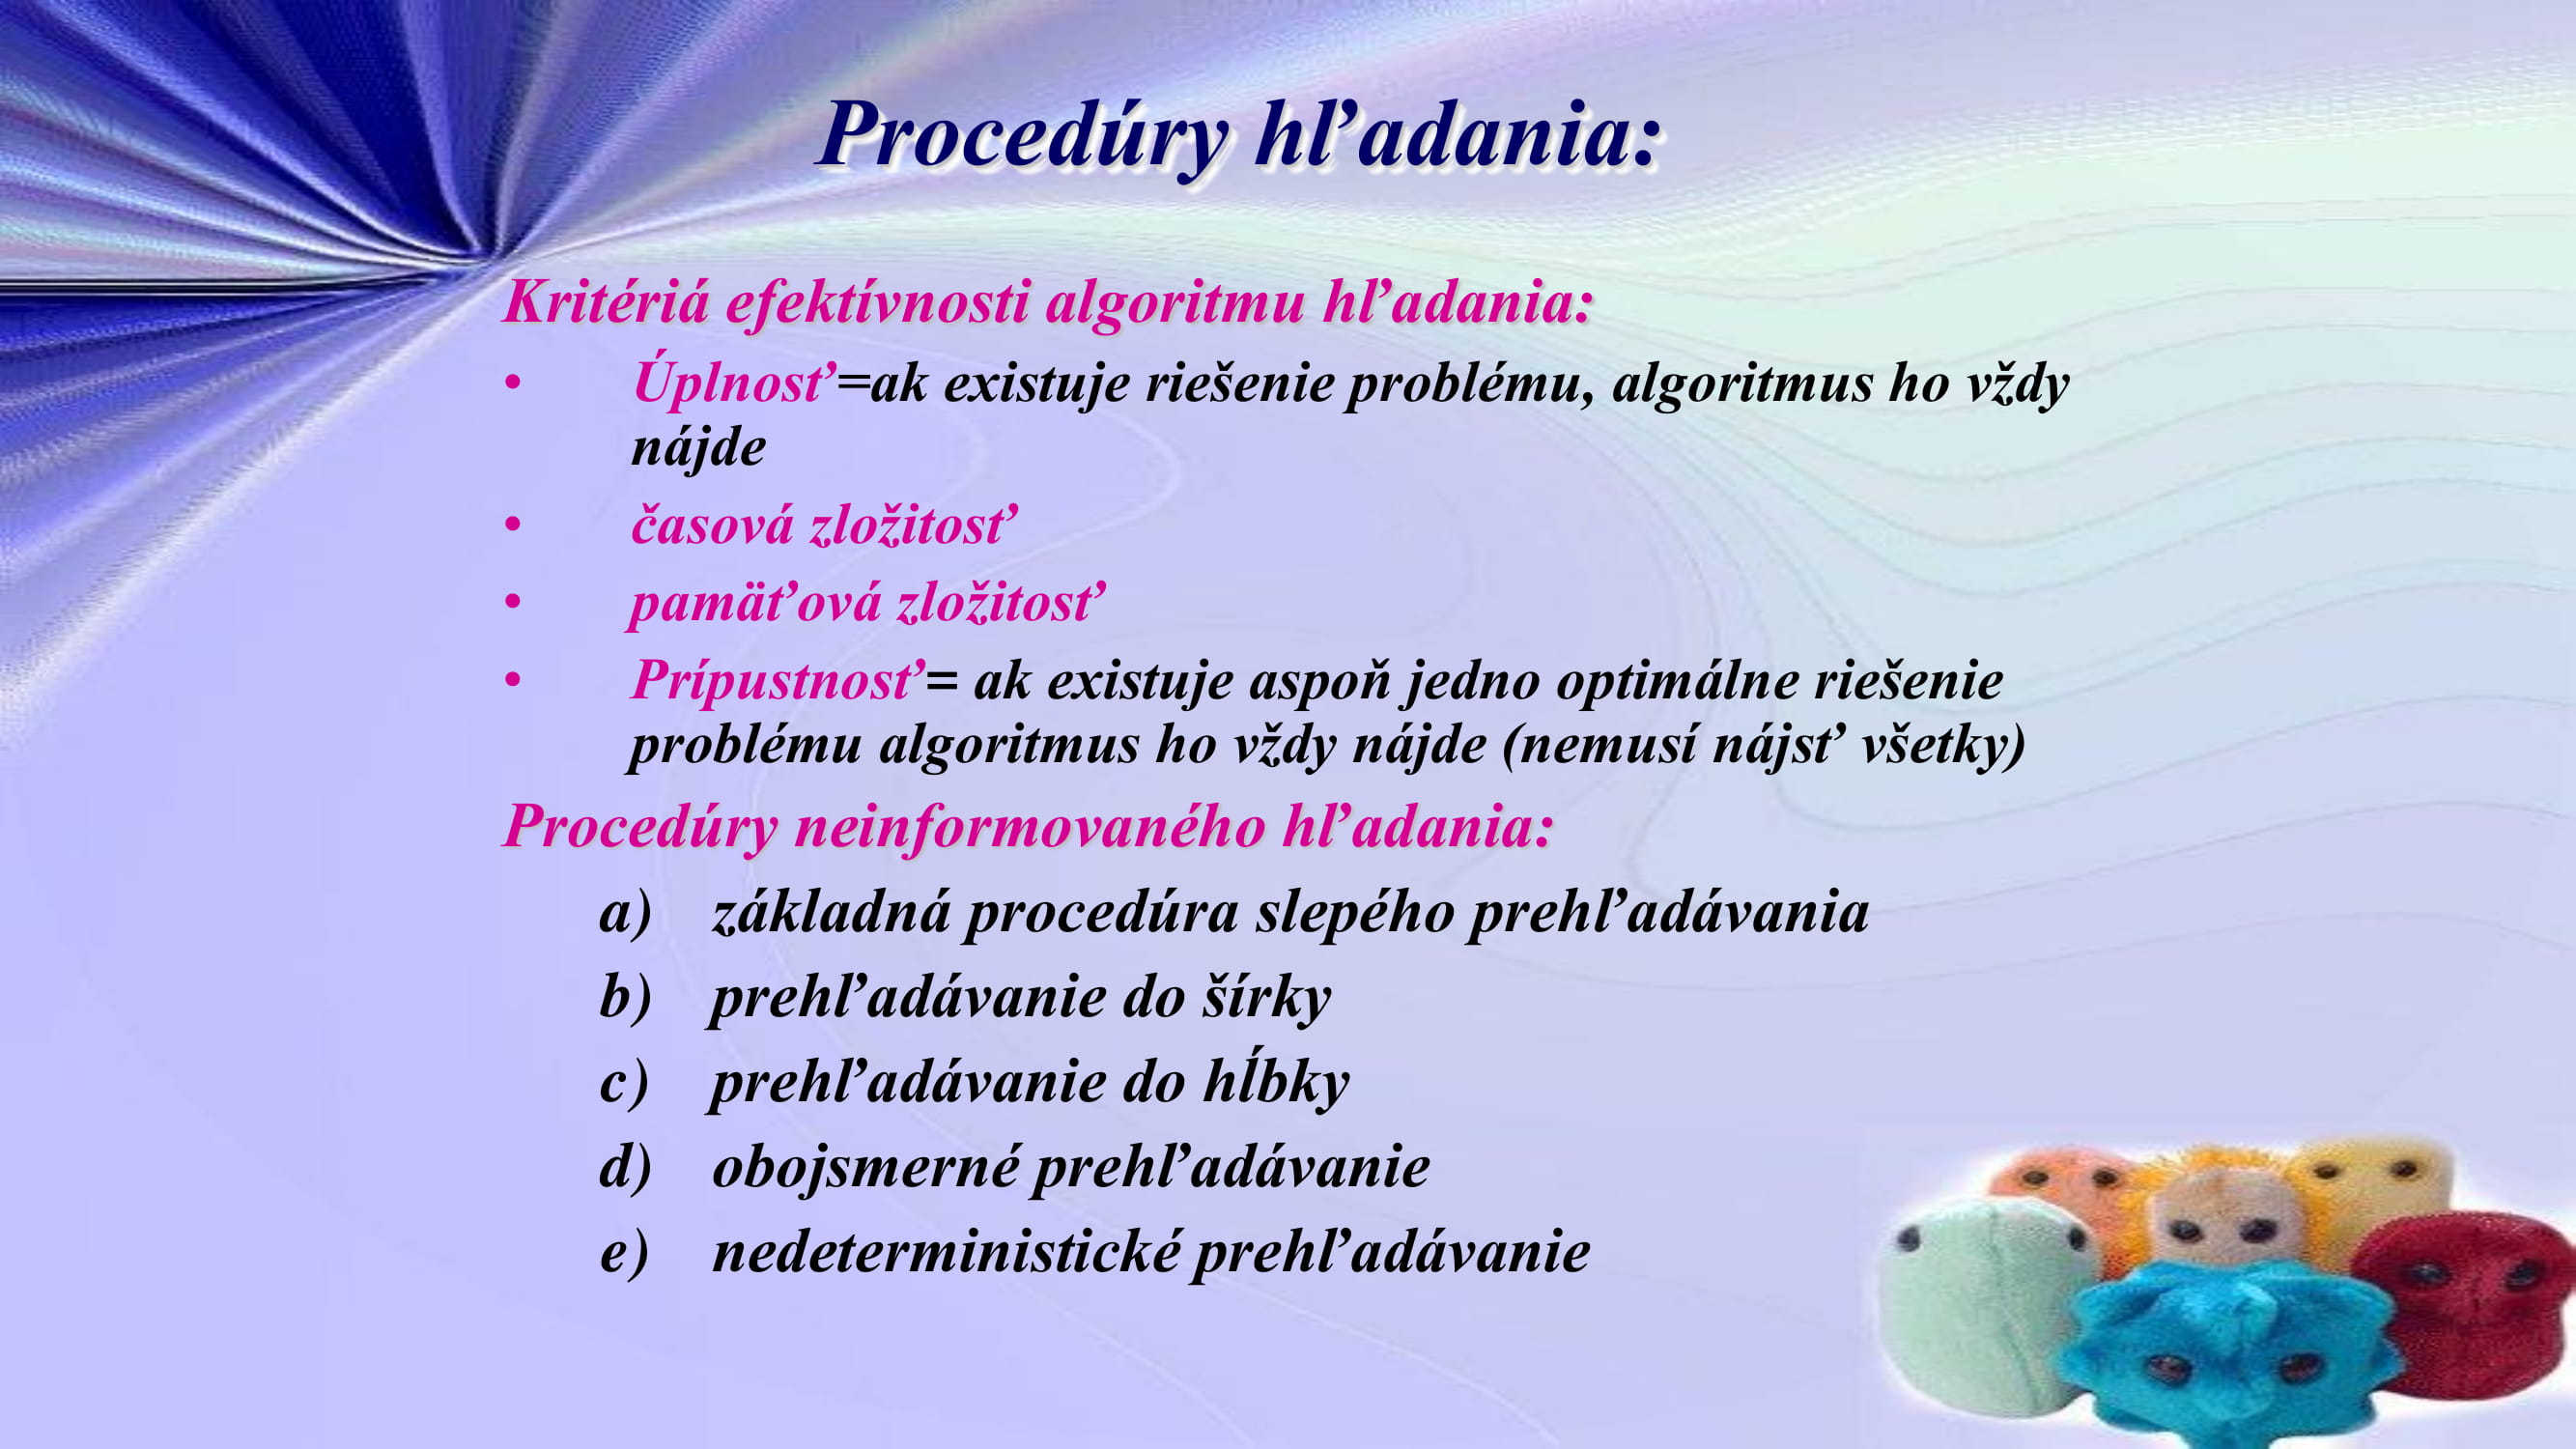 Procedúry hľadania:
Kritériá efektívnosti algoritmu hľadania:
• Úplnosť=ak existuje riešenie problému, algoritmus ho vždy
nájde
• časová zložitosť
• pamäťová zložitosť
• Prípustnosť= ak existuje aspoň jedno optimálne riešenie
problému algoritmus ho vždy nájde (nemusí nájsť všetky)
Procedúry neinformovaného hľadania:
a) základná procedúra slepého prehľadávania
b) prehľadávanie do šírky
c) prehľadávanie do hĺbky
d) obojsmerné prehľadávanie
e) nedeterministické prehľadávanie